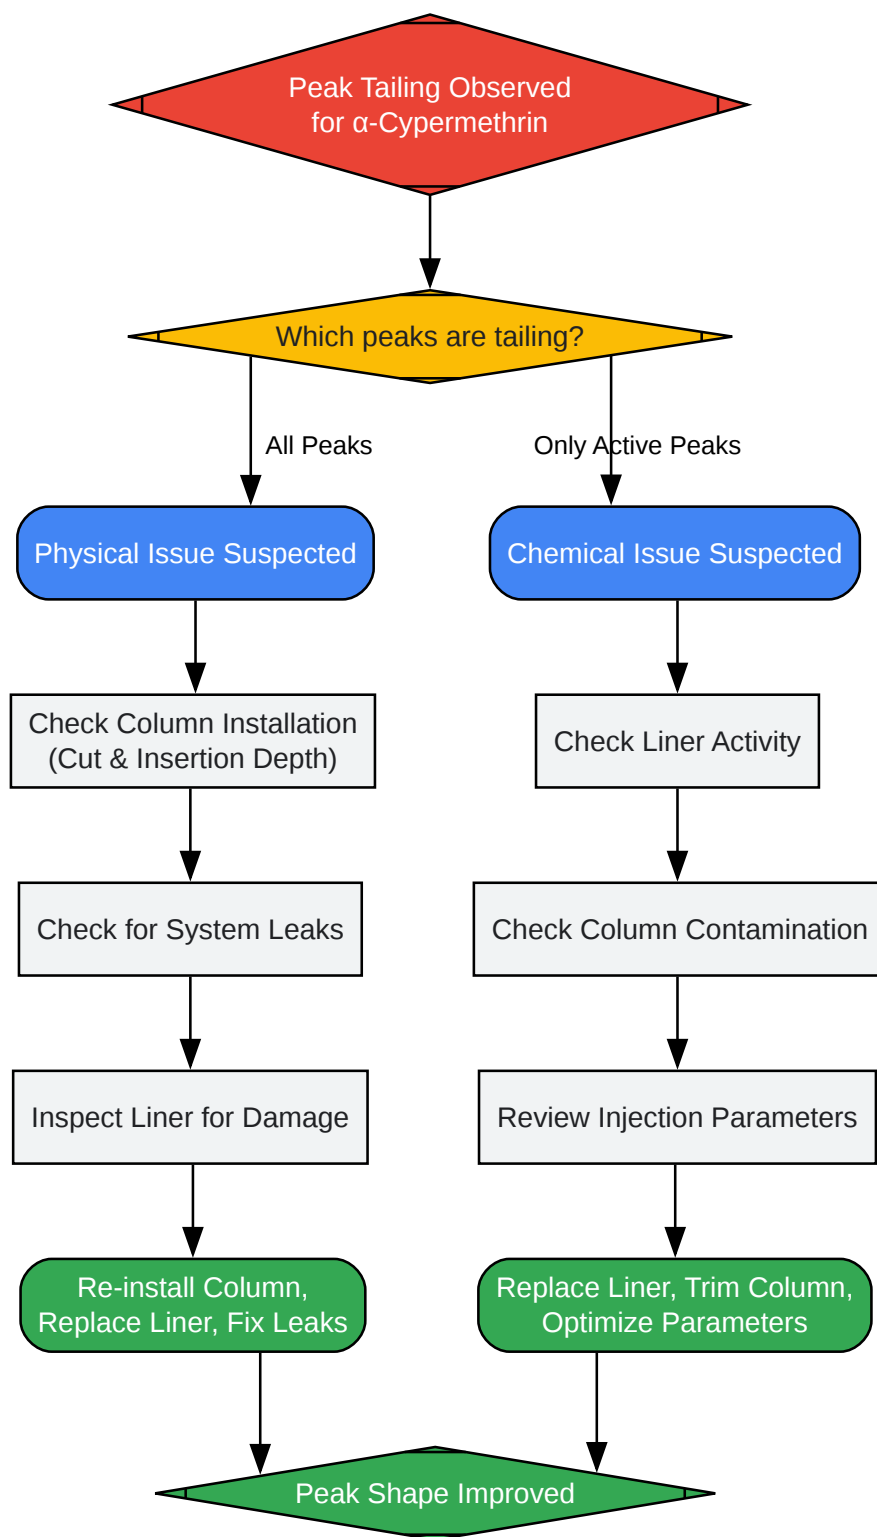 Peak Tailing Observed
for α-Cypermethrin
Which peaks are tailing?
All Peaks
Only Active Peaks
Physical Issue Suspected
Chemical Issue Suspected
Check Column Installation
(Cut & Insertion Depth)
Check Liner Activity
Check for System Leaks
Check Column Contamination
Inspect Liner for Damage
Review Injection Parameters
Re-install Column,
Replace Liner, Fix Leaks
Replace Liner, Trim Column,
Optimize Parameters
Peak Shape Improved